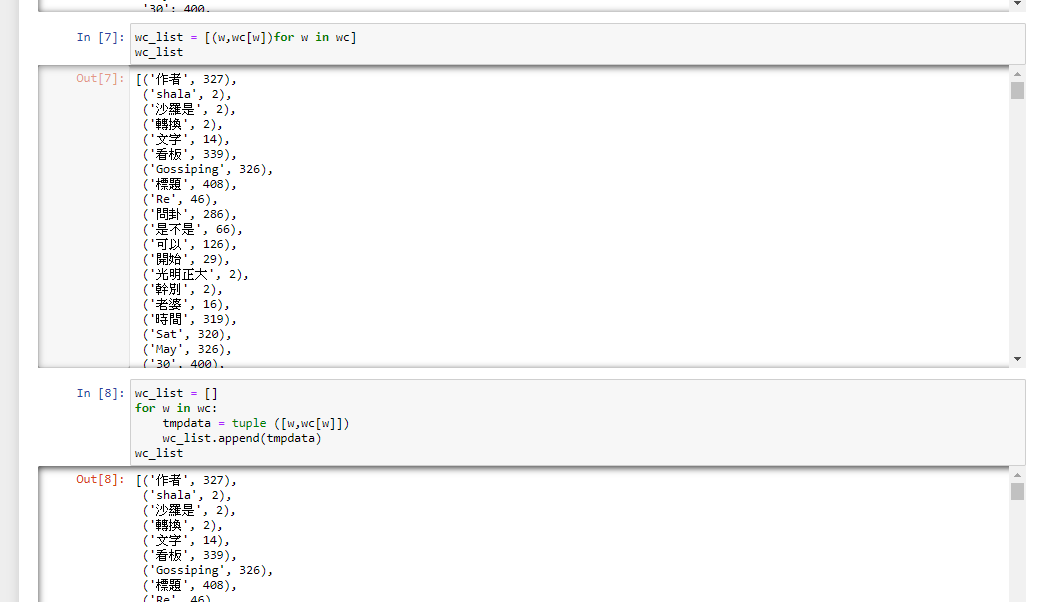 '30': 400,
In [7]: wc_list = [(w,wc[w])for w in wc]
wc_list
Out[7]: [('作者', 327),
('shala', 2),
('沙羅是', 2),
('轉換', 2),
('文字', 14),
('看板', 339),
('Gossiping', 326),
('標題', 408),
('Re', 46),
('問卦', 286),
('是不是', 66),
('可以', 126),
('開始', 29),
('光明正大', 2),
('幹別', 2),
('老婆', 16),
('時間', 319),
('Sat', 320),
('May', 326),
('30', 400),
In [8]: wc_list = []
for w in wc:
tmpdata = tuple ([w,wc[w]])
wc_list.append(tmpdata)
wc_list
Out[8]: [('作者', 327),
('shala', 2),
('沙羅是', 2),
('轉換', 2),
('文字', 14),
('看板', 339),
('Gossiping', 326),
('標題', 408),
('Re', 46)